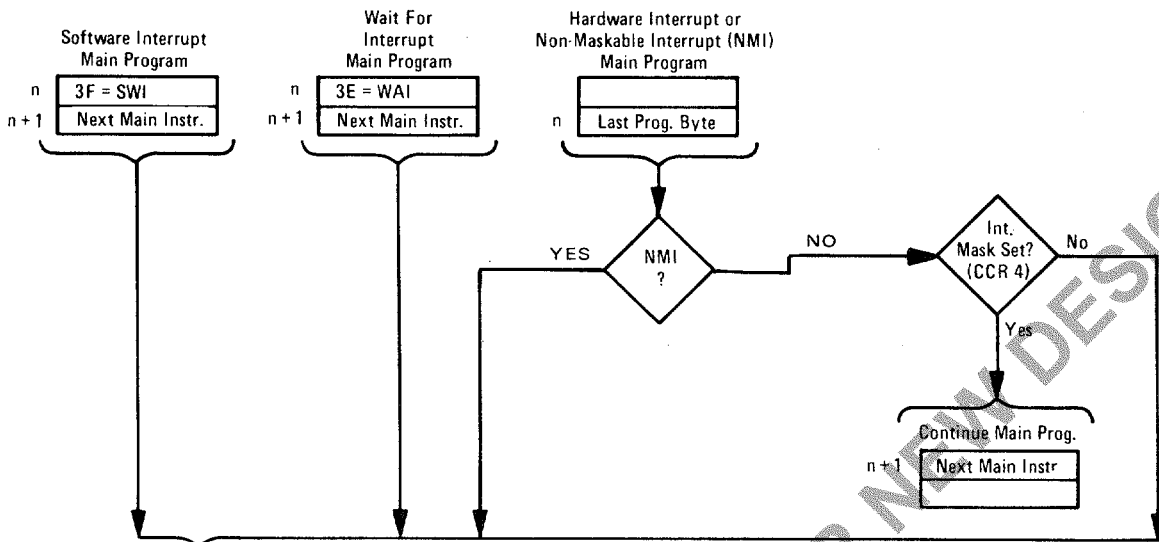 Software Interrupt
Main Program
n 3F = SWI
n + 1 Next Main Instr.
Wait For
Interrupt
Main Program
n 3E = WAI
n + 1 Next Main Instr.
Hardware Interrupt or
Non-Maskable Interrupt (NMI)
Main Program
n Last Prog. Byte
YES
NMI
?
NO
Int.
Mask Set?
(CCR 4)
No
Yes
Continue Main Prog.
n + 1 Next Main Instr
NEW DESIG